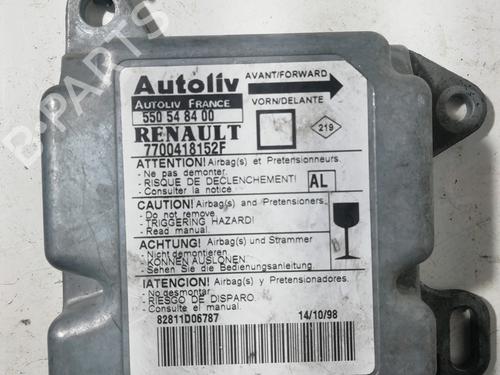 Autoliv AVANT/FORWARD
AUTOLIV FRANCE VORN/DELANTE
550 54 84 00
RENAULT 219
7700418152F
ATTENTION! Airbag(s) et Pretensionneurs.
- Ne pas demonter.
- RISQUE DE DECLENCHEMENT! AL
- Consulter la notice.
CAUTION! Airbag(s) and Pretensioners.
- Do not remove.
- TRIGGERING HAZARD!
- Read manual.
ACHTUNG! Airbag(s) und Strammer
- Nicht demontieren.
- KÖNNEN AUSLÖSEN.
- Sehen Sie die Bedienungsanleitung
¡ATENCION! Airbag(s) y Pretensionadores.
- No desmontar.
- RIESGO DE DISPARO.
- Consulte el manual.
82811D06787 14/10/98
B-PARTS